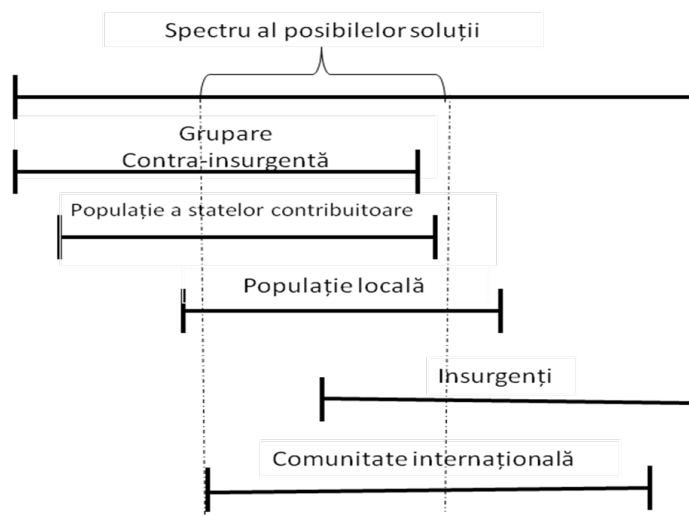 Spectru al posibilelor soluții
Grupare
Contra-insurgentă
Populație a statelor contribuitoare
Populație locală
Insurgenți
Comunitate internațională